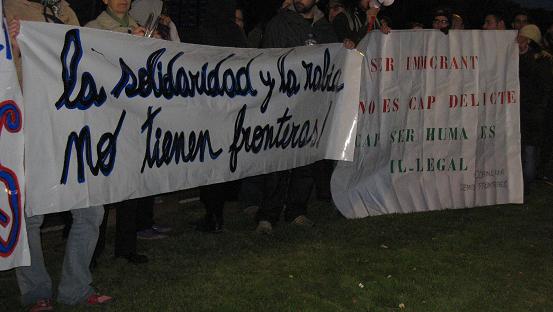 la solidaridad y la rabia
no tienen fronteras!
SER IMMIGRANT
NO ES CAP DELICTE
CAP SER HUMA ES
IL·LEGAL